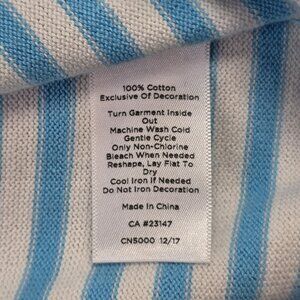 100% Cotton
Exclusive Of Decoration
Turn Garment Inside
Out
Machine Wash Cold
Gentle Cycle
Only Non-Chlorine
Bleach When Needed
Reshape, Lay Flat To
Dry
Cool Iron If Needed
Do Not Iron Decoration
Made In China
CA #23147
CN5000 12/17